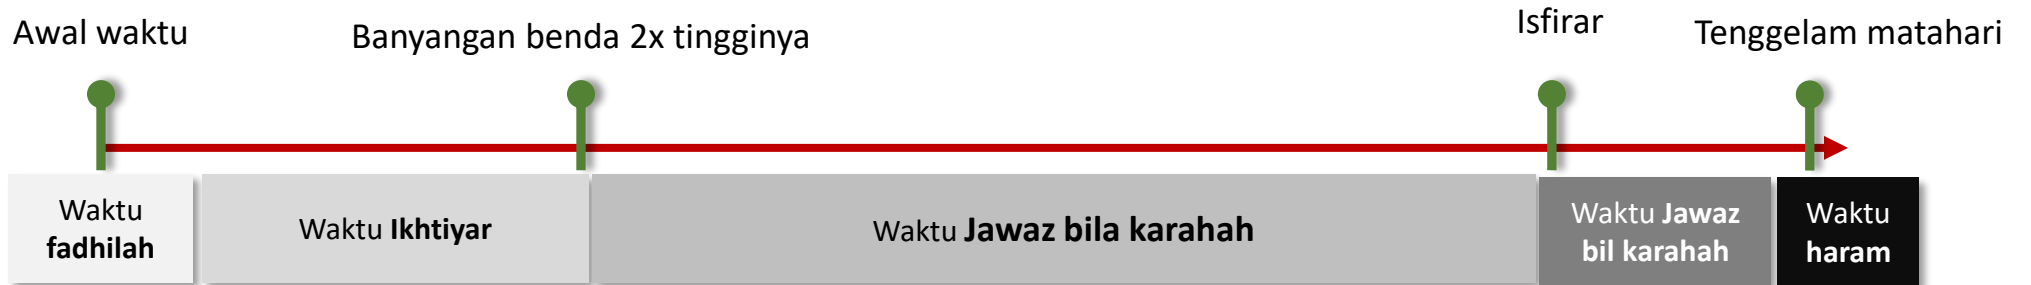 Awal waktu
Banyangan benda 2x tingginya
Isfirar
Tenggelam matahari
Waktu
fadhilah
Waktu Ikhtiyar
Waktu Jawaz bila karahah
Waktu Jawaz
bil karahah
Waktu
haram